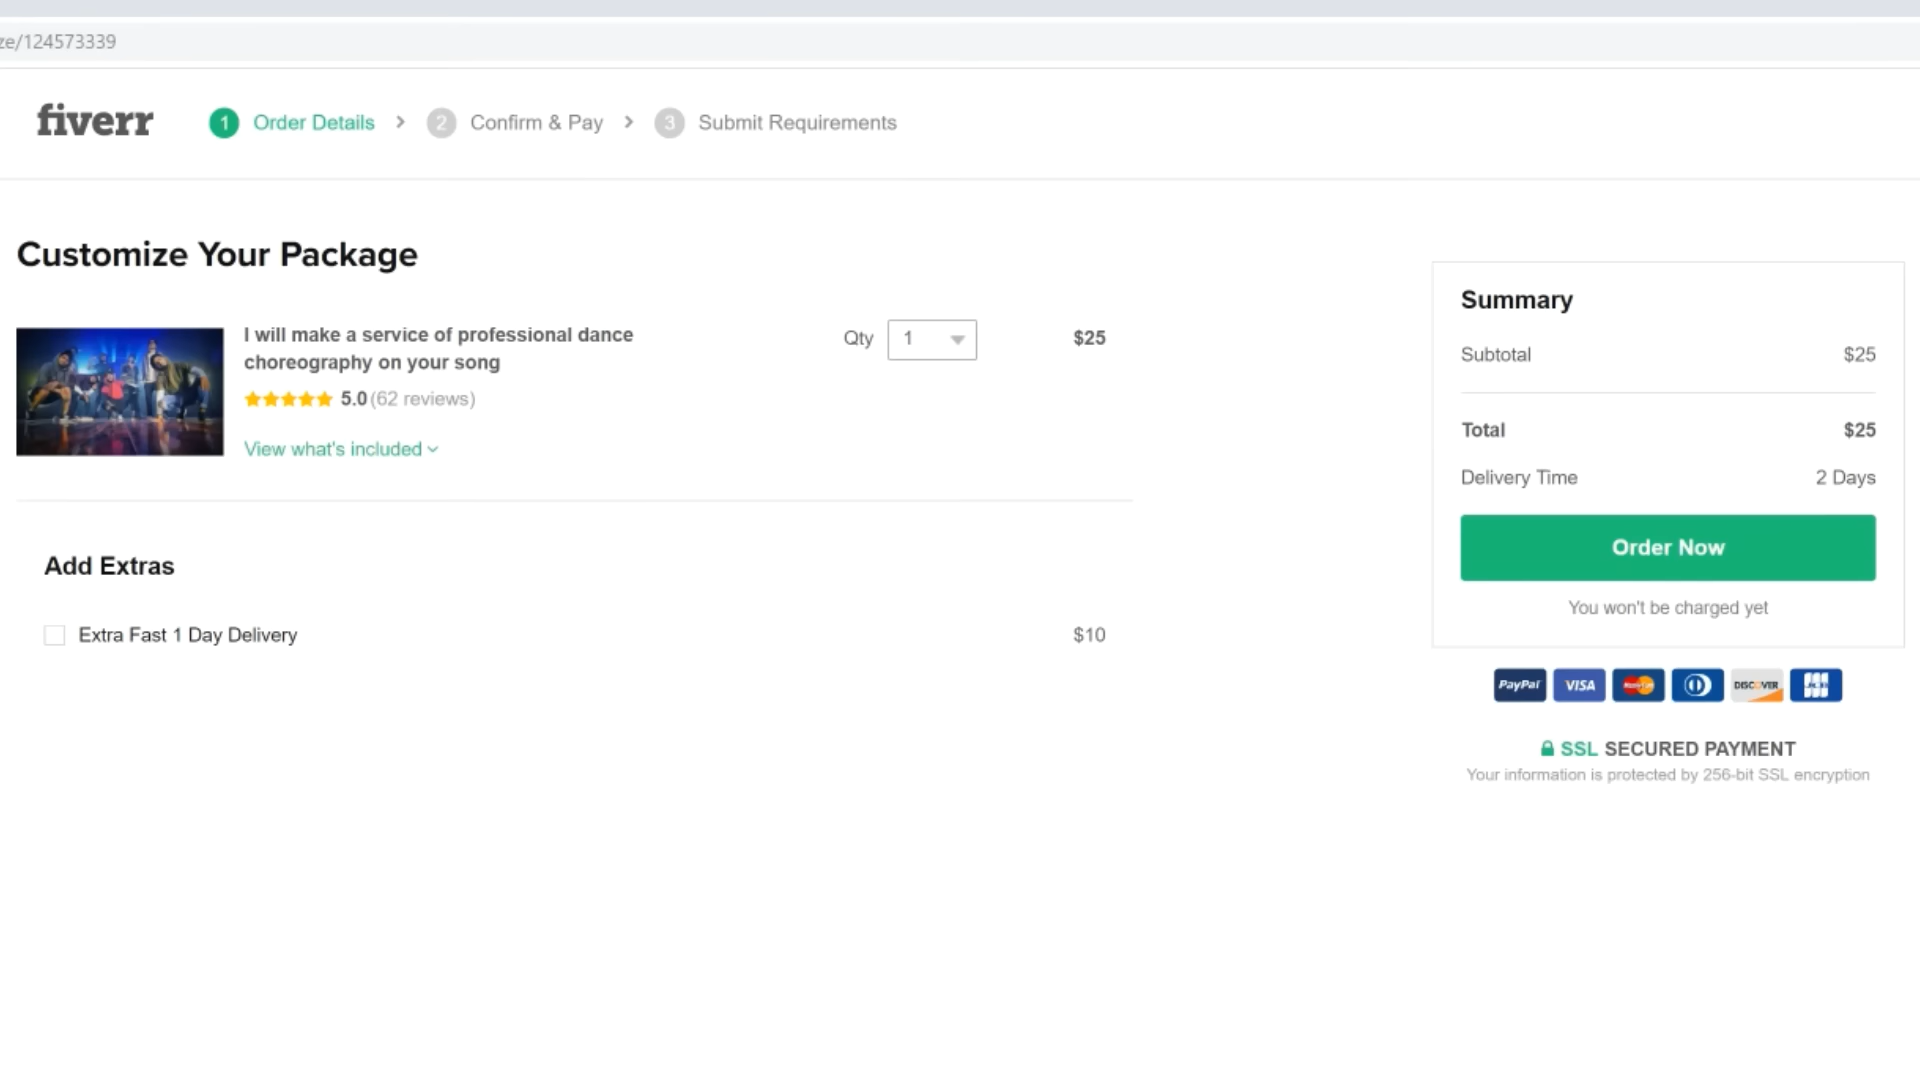 ze/124573339
fiverr
1 Order Details > 2 Confirm & Pay > 3 Submit Requirements
Customize Your Package
I will make a service of professional dance
choreography on your song
Qty 1
$25
5.0 (62 reviews)
View what's included
Add Extras
Extra Fast 1 Day Delivery $10
Summary
Subtotal $25
Total $25
Delivery Time 2 Days
Order Now
You won't be charged yet
PayPal VISA MasterCard DISCOVER JCB
SSL SECURED PAYMENT
Your information is protected by 256-bit SSL encryption